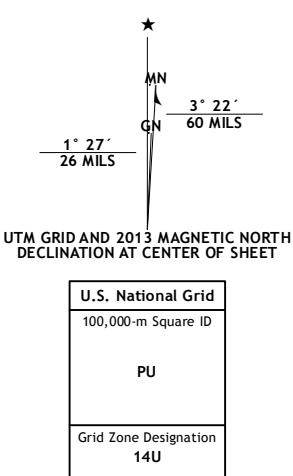 ★
MN
3° 22´
60 MILS
GN
1° 27´
26 MILS
UTM GRID AND 2013 MAGNETIC NORTH
DECLINATION AT CENTER OF SHEET
U.S. National Grid
100,000-m Square ID
PU
Grid Zone Designation
14U